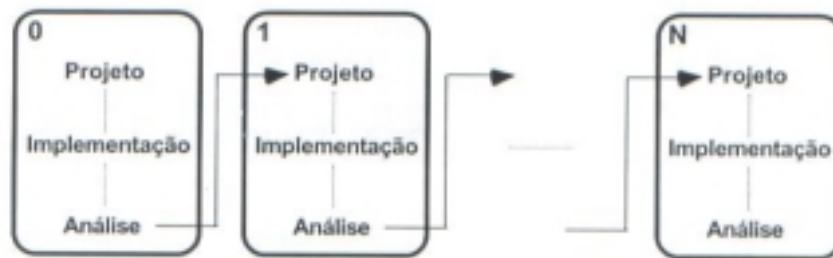 0
Projeto
Implementação
Análise
1
Projeto
Implementação
Análise
N
Projeto
Implementação
Análise